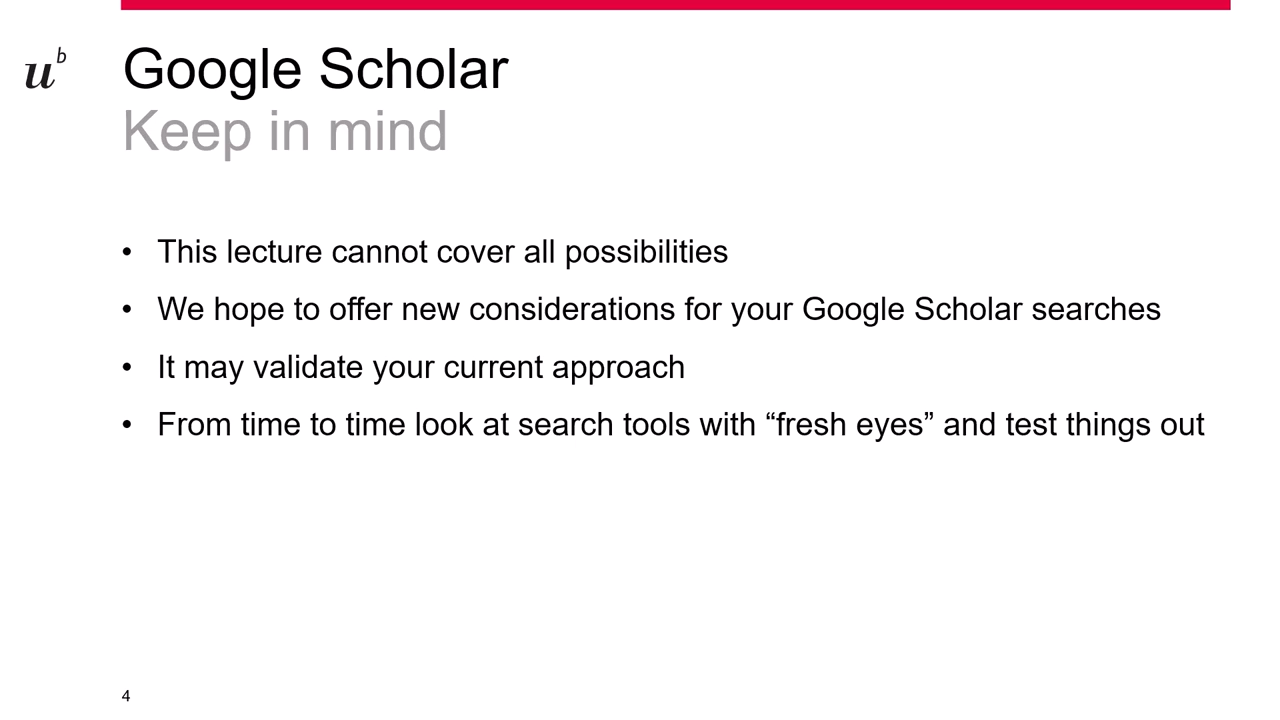 u^b
Google Scholar
Keep in mind
• This lecture cannot cover all possibilities
• We hope to offer new considerations for your Google Scholar searches
• It may validate your current approach
• From time to time look at search tools with “fresh eyes” and test things out
4